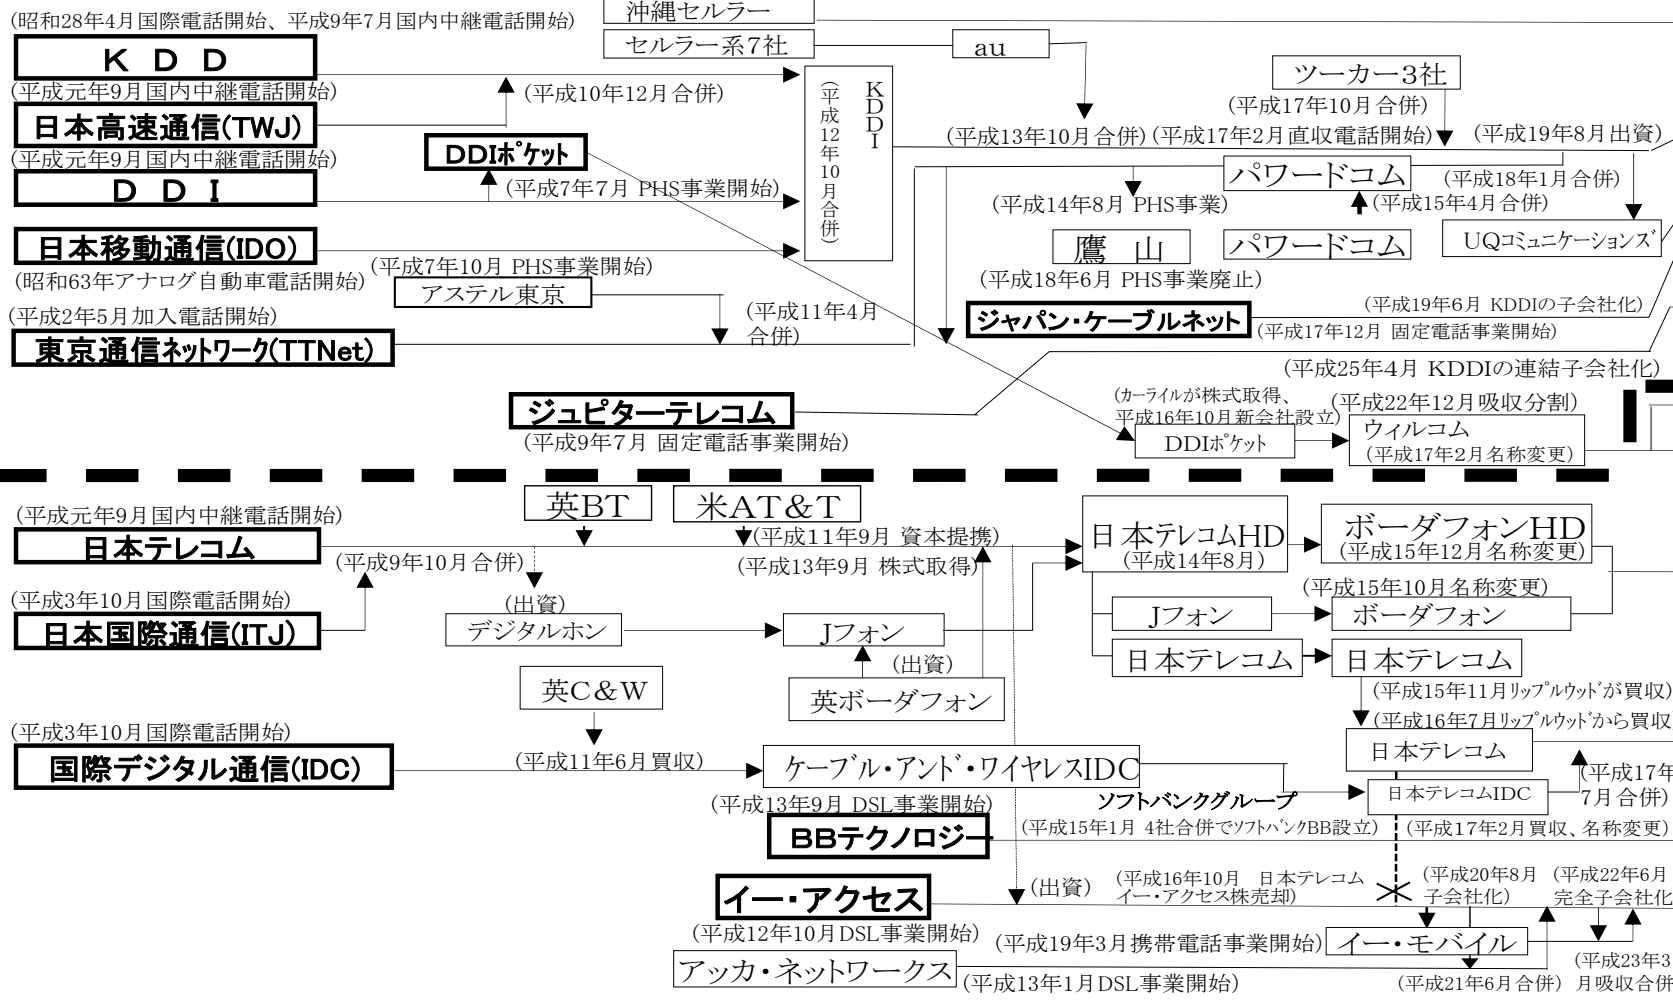 沖縄セルラー
(昭和28年4月国際電話開始、平成9年7月国内中継電話開始)
セルラー系7社
au
KDD
ツーカー3社
(平成元年9月国内中継電話開始)
(平成10年12月合併)
KDDI
(平成12年10月合併)
(平成17年10月合併)
日本高速通信(TWJ)
(平成13年10月合併)
(平成17年2月直収電話開始)
(平成19年8月出資)
(平成元年9月国内中継電話開始)
DDIポケット
DDI
(平成7年7月 PHS事業開始)
パワードコム
(平成18年1月合併)
(平成14年8月 PHS事業)
(平成15年4月合併)
日本移動通信(IDO)
鷹 山
パワードコム
UQコミュニケーションズ
(昭和63年アナログ自動車電話開始)
(平成7年10月 PHS事業開始)
(平成18年6月 PHS事業廃止)
アステル東京
(平成11年4月
合併)
(平成19年6月 KDDIの子会社化)
(平成2年5月加入電話開始)
ジャパン・ケーブルネット
(平成17年12月 固定電話事業開始)
東京通信ネットワーク(TTNet)
(平成25年4月 KDDIの連結子会社化)
ジュピターテレコム
(カーライルが株式取得、
平成16年10月新会社設立)
(平成22年12月吸収分割)
(平成9年7月 固定電話事業開始)
DDIポケット
ウィルコム
(平成17年2月名称変更)
英BT
米AT&T
(平成元年9月国内中継電話開始)
日本テレコム
(平成11年9月 資本提携)
日本テレコムHD
(平成14年8月)
ボーダフォンHD
(平成15年12月名称変更)
(平成9年10月合併)
(平成13年9月 株式取得)
(平成3年10月国際電話開始)
(出資)
(平成15年10月名称変更)
日本国際通信(ITJ)
デジタルホン
Jフォン
Jフォン
ボーダフォン
(出資)
日本テレコム
日本テレコム
英C&W
英ボーダフォン
(平成15年11月リップルウッドが買収)
(平成3年10月国際電話開始)
(平成16年7月リップルウッドから買収
国際デジタル通信(IDC)
(平成11年6月買収)
ケーブル・アンド・ワイヤレスIDC
日本テレコム
(平成17年
7月合併)
(平成13年9月 DSL事業開始)
ソフトバンクグループ
日本テレコムIDC
BBテクノロジー
(平成15年1月 4社合併でソフトバンクBB設立)
(平成17年2月買収、名称変更)
イー・アクセス
(出資)
(平成16年10月 日本テレコム
イー・アクセス株売却)
(平成20年8月
子会社化)
(平成22年6月
完全子会社化
(平成12年10月DSL事業開始)
(平成19年3月携帯電話事業開始)
イー・モバイル
アッカ・ネットワークス
(平成13年1月DSL事業開始)
(平成21年6月合併)
(平成23年3
月吸収合併